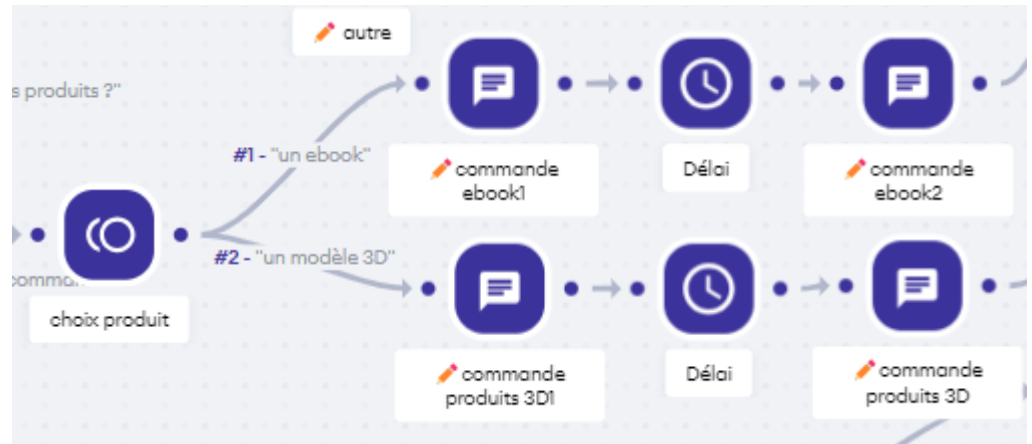 autre
s produits ?"
#1 - "un ebook"
commande
ebook1
Délai
commande
ebook2
#2 - "un modèle 3D"
choix produit
commande
produits 3D1
Délai
commande
produits 3D